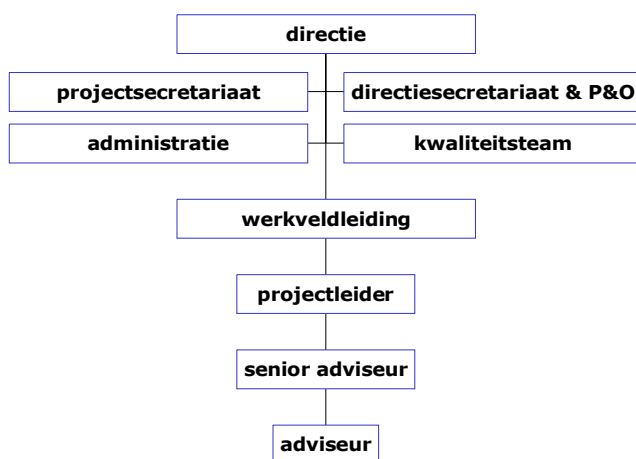 directie
projectsecretariaat
directiesecretariaat & P&O
administratie
kwaliteitsteam
werkveldleiding
projectleider
senior adviseur
adviseur